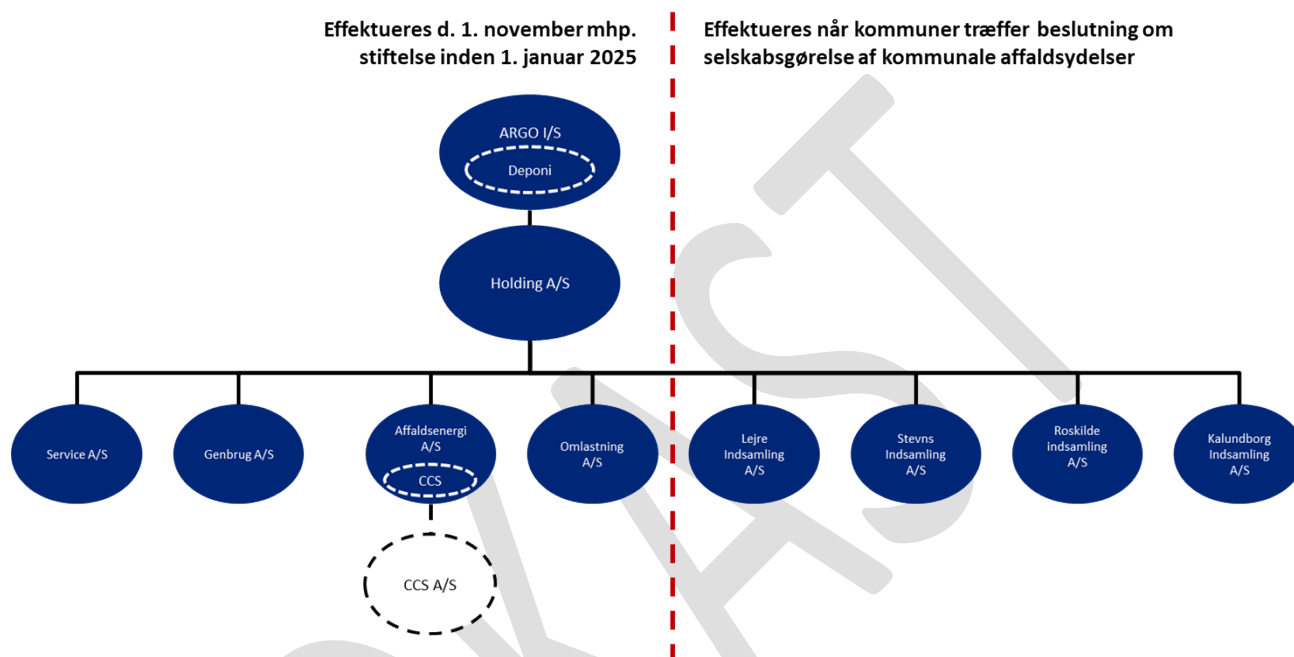 Effektueres d. 1. november mhp.
stiftelse inden 1. januar 2025
Effektueres når kommuner træffer beslutning om
selskabsgørelse af kommunale affaldsydelser
ARGO I/S
Deponi
Holding A/S
Service A/S
Genbrug A/S
Affaldsenergi
A/S
CCS
Omlastning
A/S
Lejre
Indsamling
A/S
Stevns
Indsamling
A/S
Roskilde
indsamling
A/S
Kalundborg
Indsamling
A/S
CCS A/S